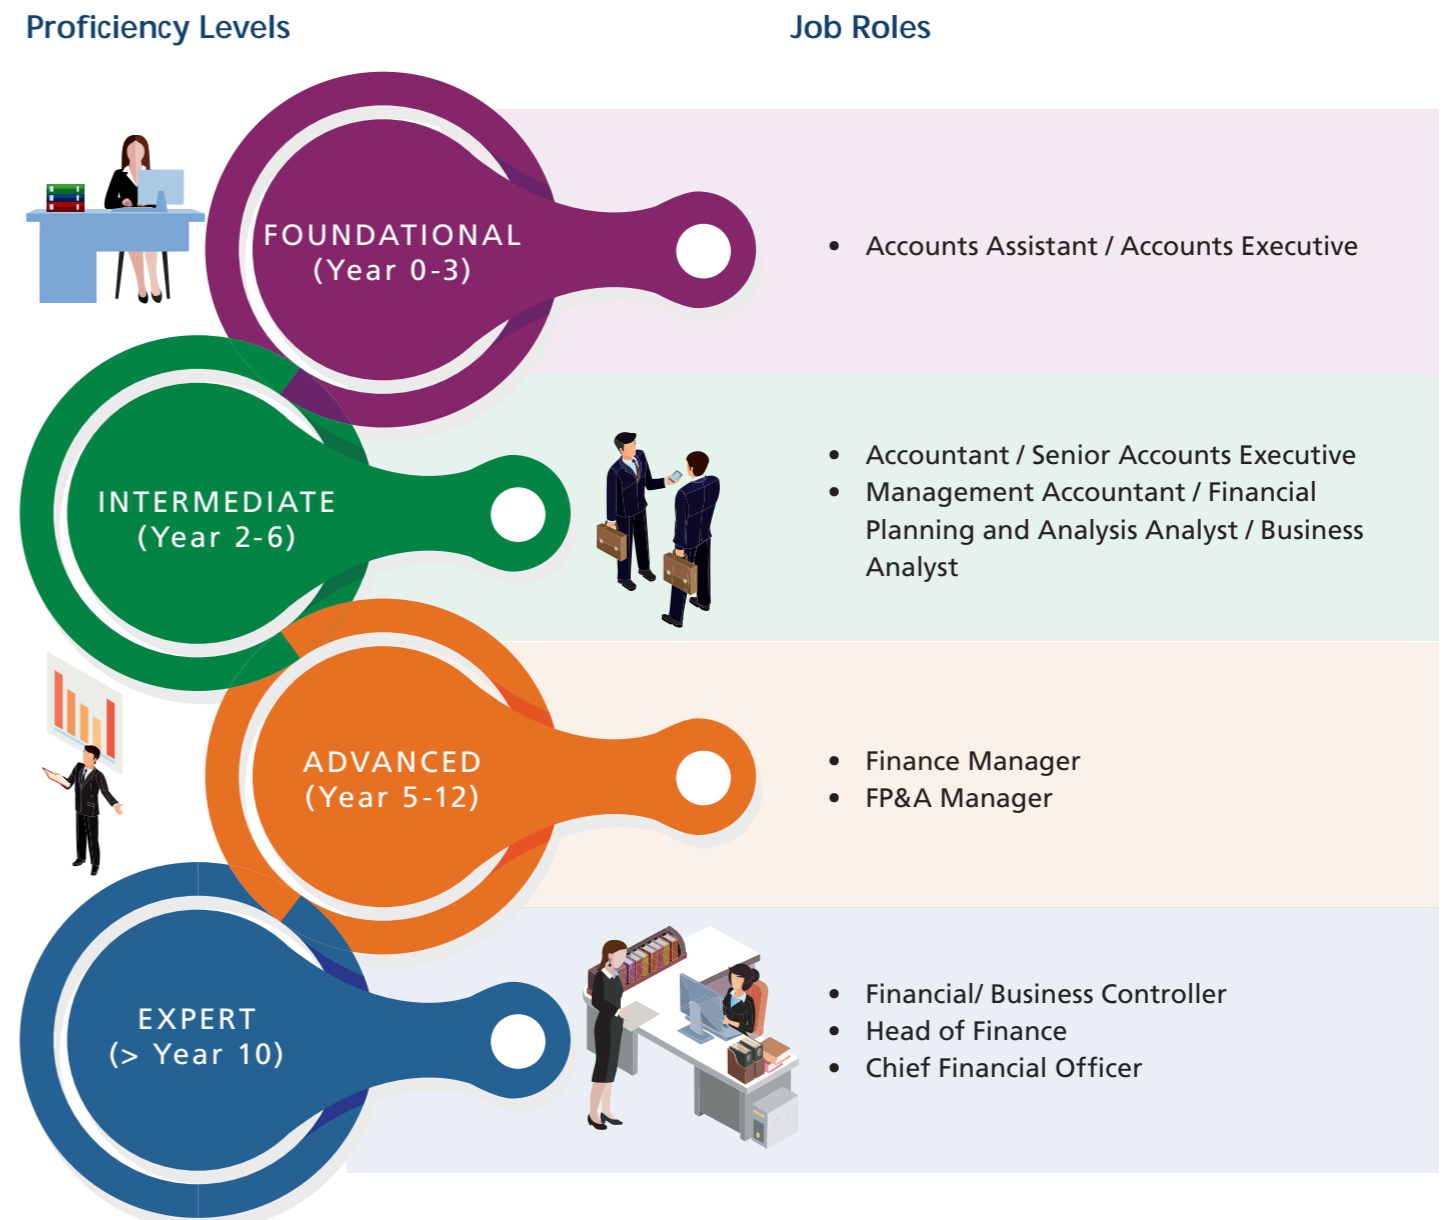 Proficiency Levels
Job Roles
FOUNDATIONAL
(Year 0-3)
• Accounts Assistant / Accounts Executive
INTERMEDIATE
(Year 2-6)
• Accountant / Senior Accounts Executive
• Management Accountant / Financial
Planning and Analysis Analyst / Business
Analyst
ADVANCED
(Year 5-12)
• Finance Manager
• FP&A Manager
EXPERT
(> Year 10)
• Financial/ Business Controller
• Head of Finance
• Chief Financial Officer